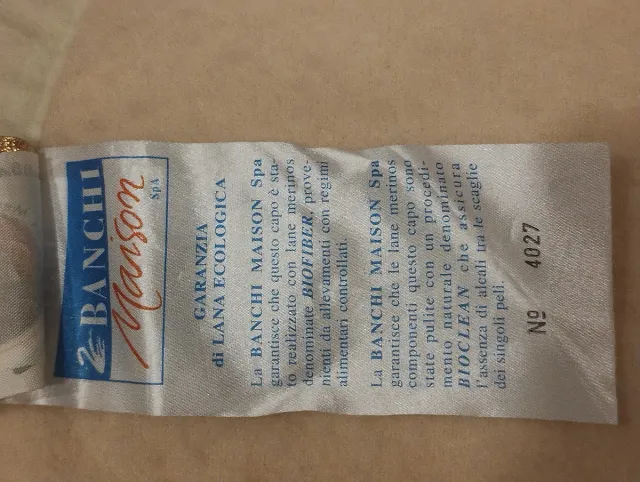 BANCHI
Maison
SpA
GARANZIA
di LANA ECOLOGICA
La BANCHI MAISON Spa
garantisce che questo capo è sta-
to realizzato con lane merinos
denominate BIOFIBER, prove-
nienti da allevamenti con regimi
alimentari controllati.
La BANCHI MAISON Spa
garantisce che le lane merinos
componenti questo capo sono
state pulite con un procedi-
mento naturale denominato
BIOCLEAN che assicura
l'assenza di alcali tra le scaglie
dei singoli peli.
Nº 4027